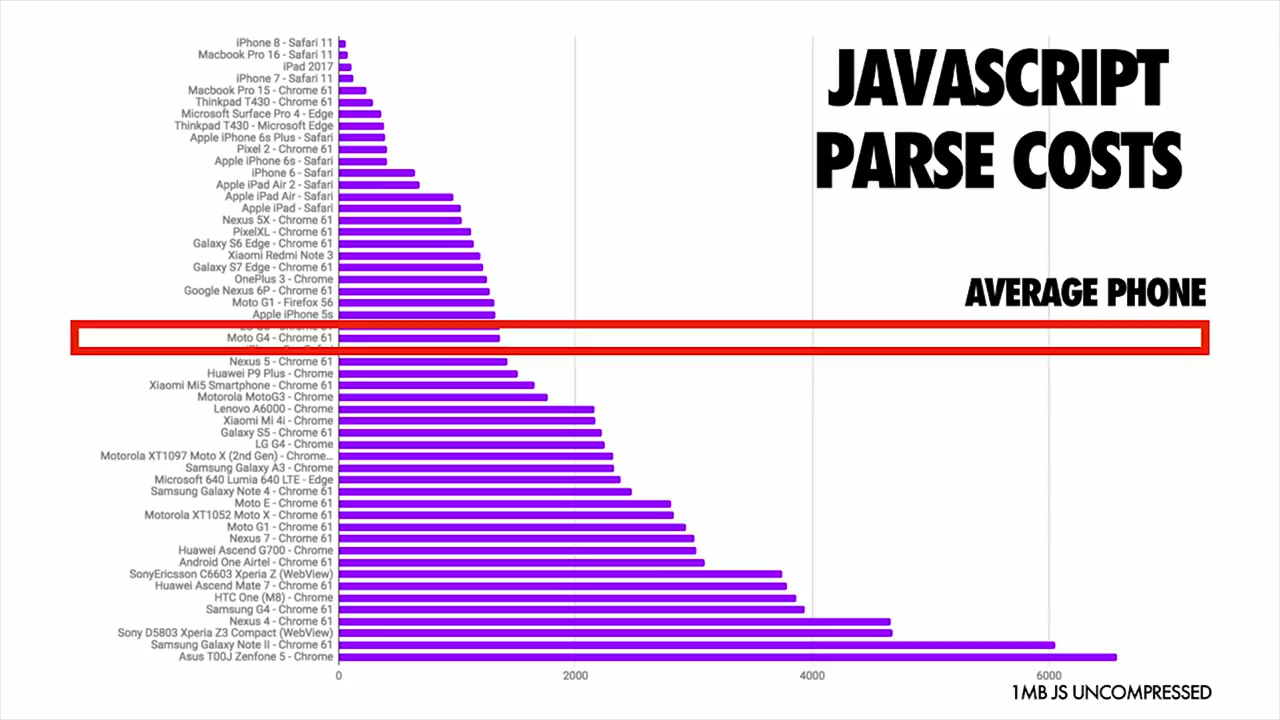 JAVASCRIPT
PARSE COSTS
AVERAGE PHONE
iPhone 8 - Safari 11
Macbook Pro 16 - Safari 11
iPad 2017
iPhone 7 - Safari 11
Macbook Pro 15 - Chrome 61
Thinkpad T430 - Chrome 61
Microsoft Surface Pro 4 - Edge
Thinkpad T430 - Microsoft Edge
Apple iPhone 6s Plus - Safari
Pixel 2 - Chrome 61
Apple iPhone 6s - Safari
iPhone 6 - Safari
Apple iPad Air 2 - Safari
Apple iPad Air - Safari
Apple iPad - Safari
Nexus 5X - Chrome 61
PixelXL - Chrome 61
Galaxy S6 Edge - Chrome 61
Xiaomi Redmi Note 3
Galaxy S7 Edge - Chrome 61
OnePlus 3 - Chrome
Google Nexus 6P - Chrome 61
Moto G1 - Firefox 56
Apple iPhone 5s
Moto G4 - Chrome 61
Nexus 5 - Chrome 61
Huawei P9 Plus - Chrome
Xiaomi Mi5 Smartphone - Chrome 61
Motorola MotoG3 - Chrome
Lenovo A6000 - Chrome
Xiaomi Mi 4i - Chrome
Galaxy S5 - Chrome 61
LG G4 - Chrome
Motorola XT1097 Moto X (2nd Gen) - Chrome...
Samsung Galaxy A3 - Chrome
Microsoft 640 Lumia 640 LTE - Edge
Samsung Galaxy Note 4 - Chrome 61
Moto E - Chrome 61
Motorola XT1052 Moto X - Chrome 61
Moto G1 - Chrome 61
Nexus 7 - Chrome 61
Huawei Ascend G700 - Chrome
Android One Airtel - Chrome 61
SonyEricsson C6603 Xperia Z (WebView)
Huawei Ascend Mate 7 - Chrome 61
HTC One (M8) - Chrome
Samsung G4 - Chrome 61
Nexus 4 - Chrome 61
Sony D5803 Xperia Z3 Compact (WebView)
Samsung Galaxy Note II - Chrome 61
Asus T00J Zenfone 5 - Chrome
0 2000 4000 6000
1MB JS UNCOMPRESSED